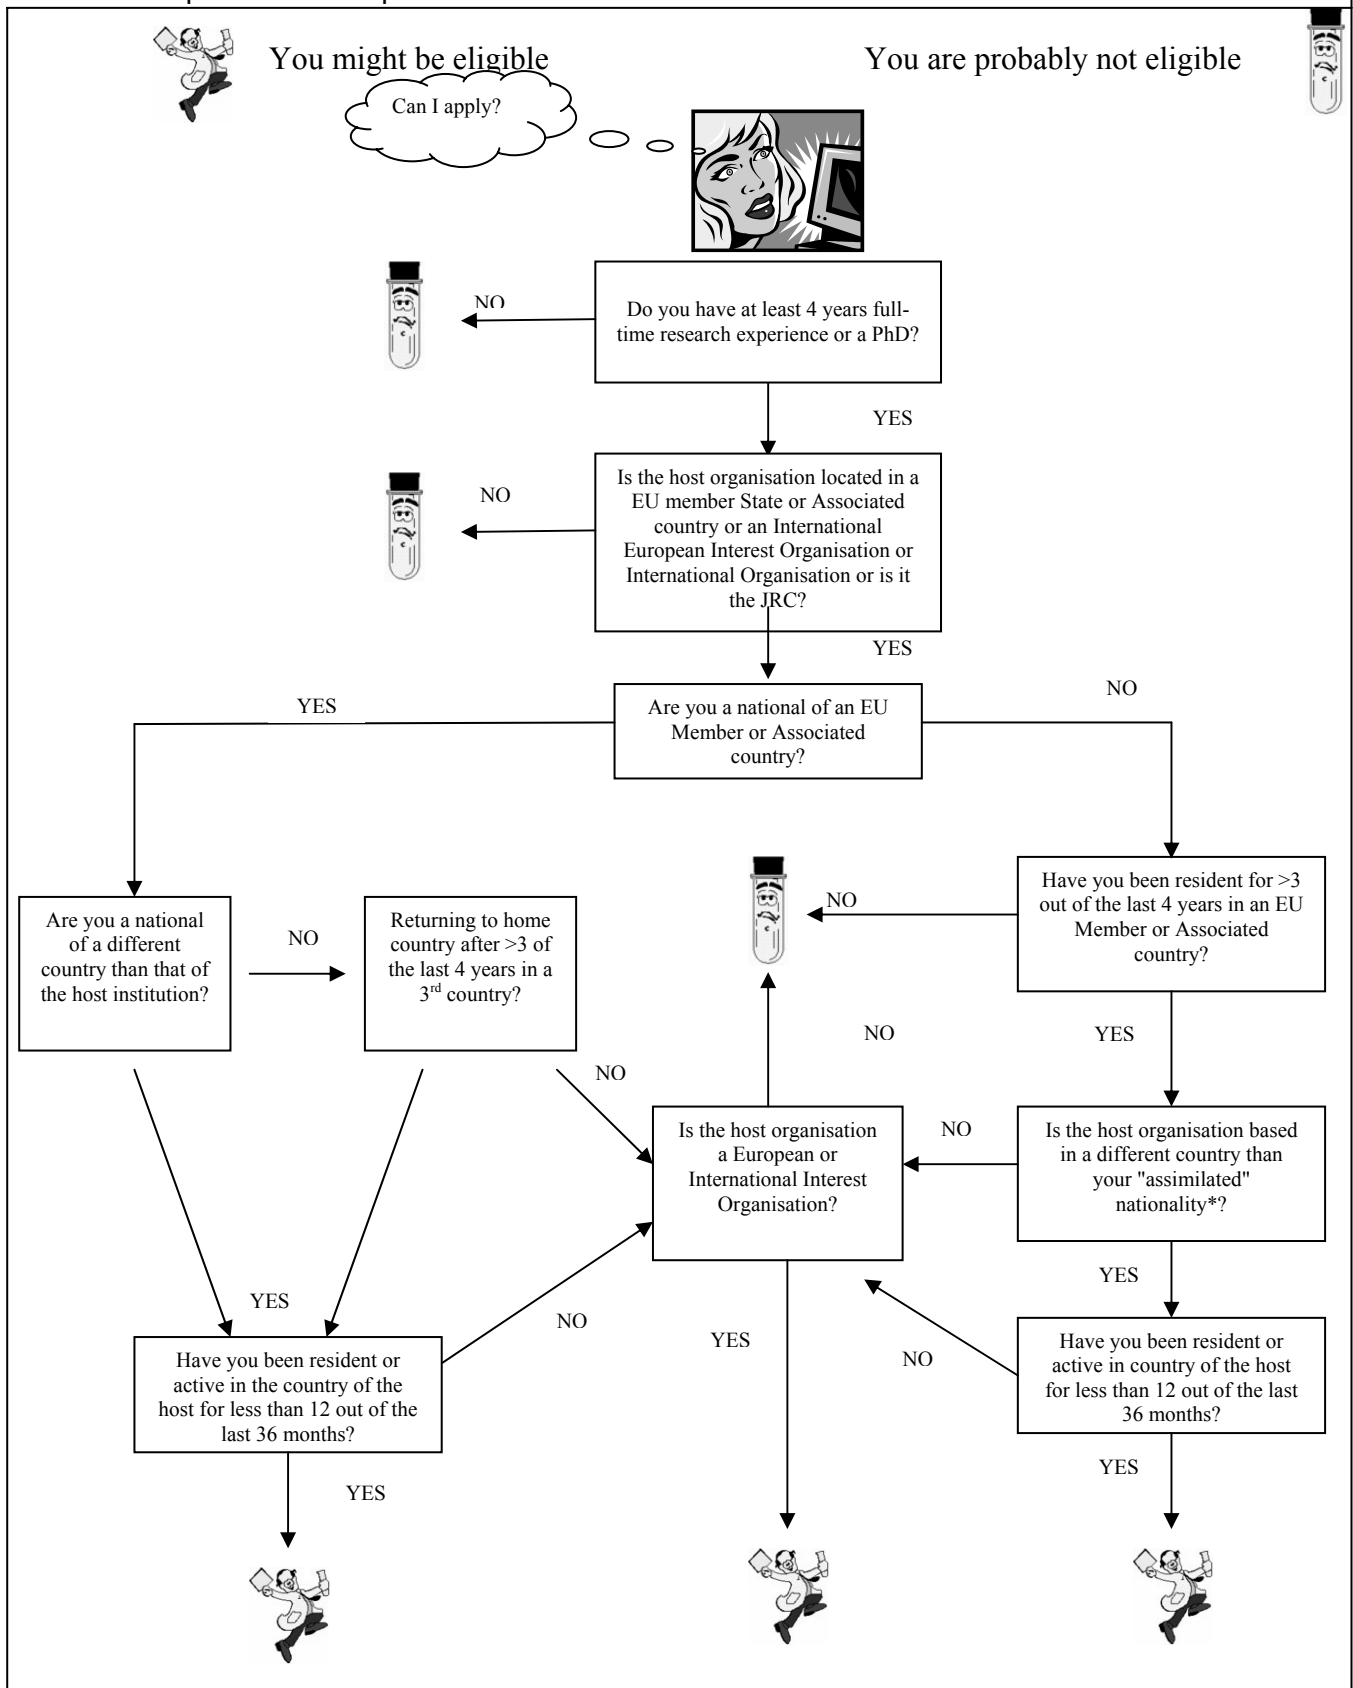 You might be eligible
You are probably not eligible
Can I apply?
Do you have at least 4 years full-
time research experience or a PhD?
NO
YES
Is the host organisation located in a
EU member State or Associated
country or an International
European Interest Organisation or
International Organisation or is it
the JRC?
NO
YES
Are you a national of an EU
Member or Associated
country?
YES
NO
Are you a national
of a different
country than that of
the host institution?
NO
Returning to home
country after >3 of
the last 4 years in a
3rd country?
NO
Have you been resident for >3
out of the last 4 years in an EU
Member or Associated
country?
NO
YES
NO
Is the host organisation
a European or
International Interest
Organisation?
NO
Is the host organisation based
in a different country than
your "assimilated"
nationality*?
YES
YES
NO
Have you been resident or
active in the country of the
host for less than 12 out of the
last 36 months?
YES
YES
NO
Have you been resident or
active in country of the host
for less than 12 out of the last
36 months?
YES